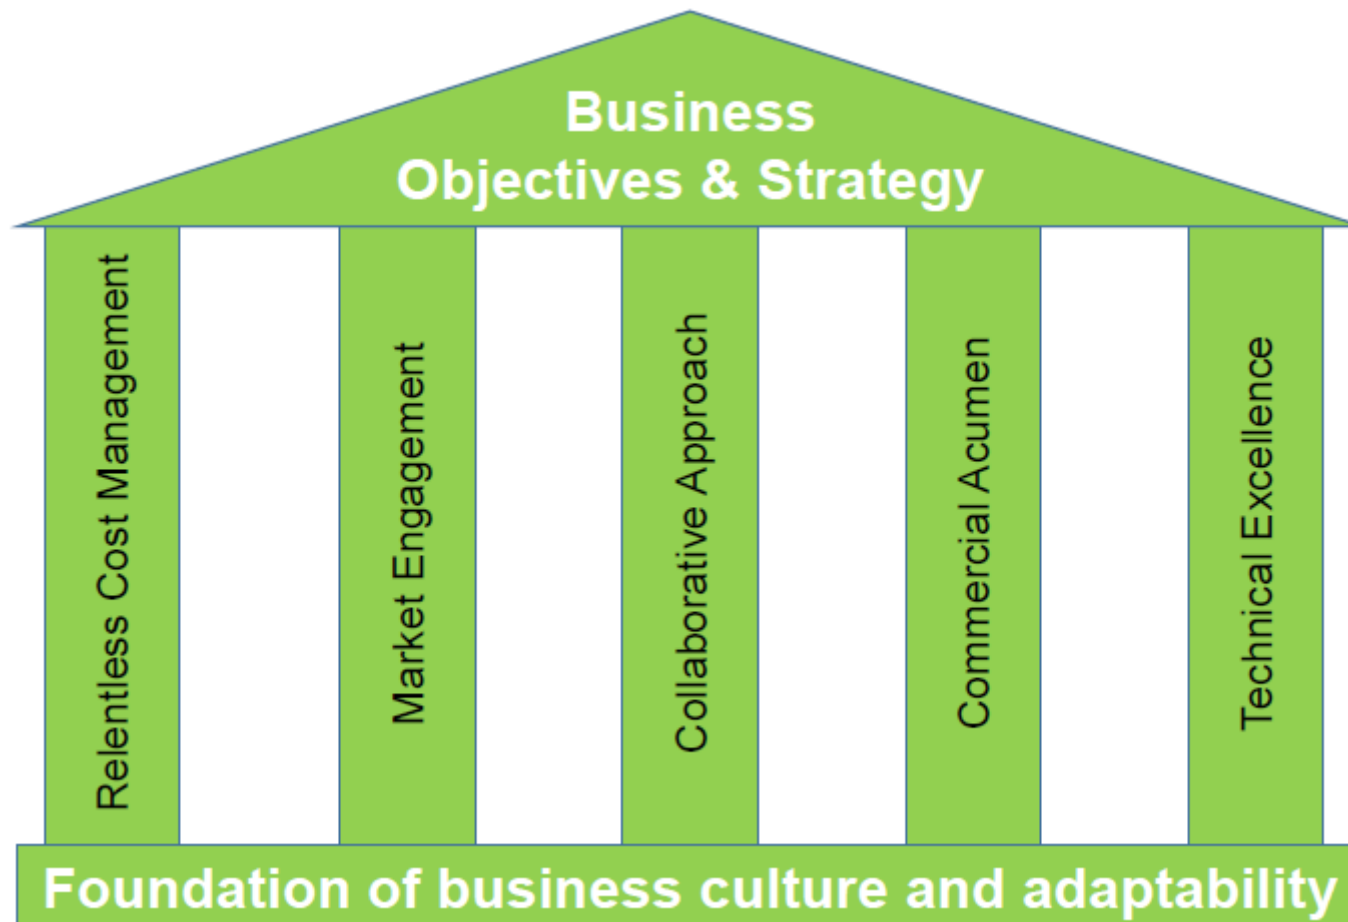 Business
Objectives & Strategy
Relentless Cost Management
Market Engagement
Collaborative Approach
Commercial Acumen
Technical Excellence
Foundation of business culture and adaptability